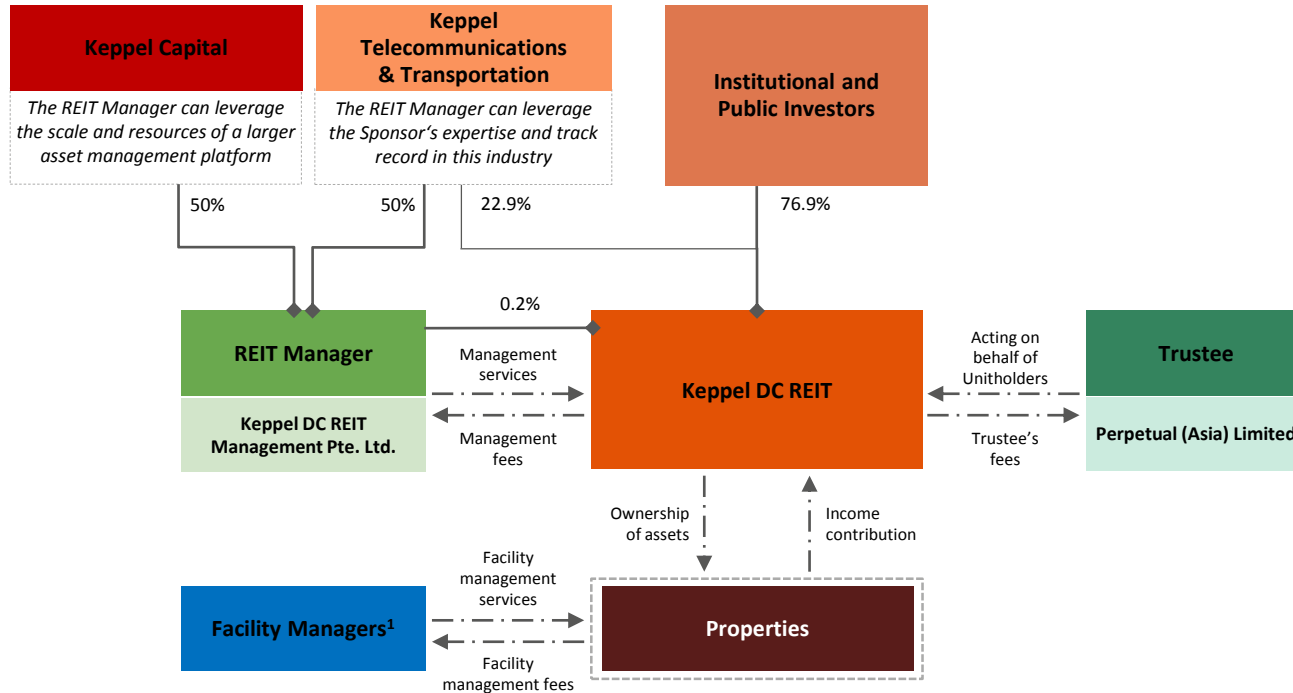 Keppel Capital
The REIT Manager can leverage
the scale and resources of a larger
asset management platform
Keppel
Telecommunications
& Transportation
The REIT Manager can leverage
the Sponsor‘s expertise and track
record in this industry
Institutional and
Public Investors
50%
50%
22.9%
76.9%
0.2%
REIT Manager
Keppel DC REIT
Management Pte. Ltd.
Management
services
Management
fees
Keppel DC REIT
Acting on
behalf of
Unitholders
Trustee's
fees
Trustee
Perpetual (Asia) Limited
Ownership
of assets
Income
contribution
Facility Managers¹
Facility
management
services
Facility
management fees
Properties